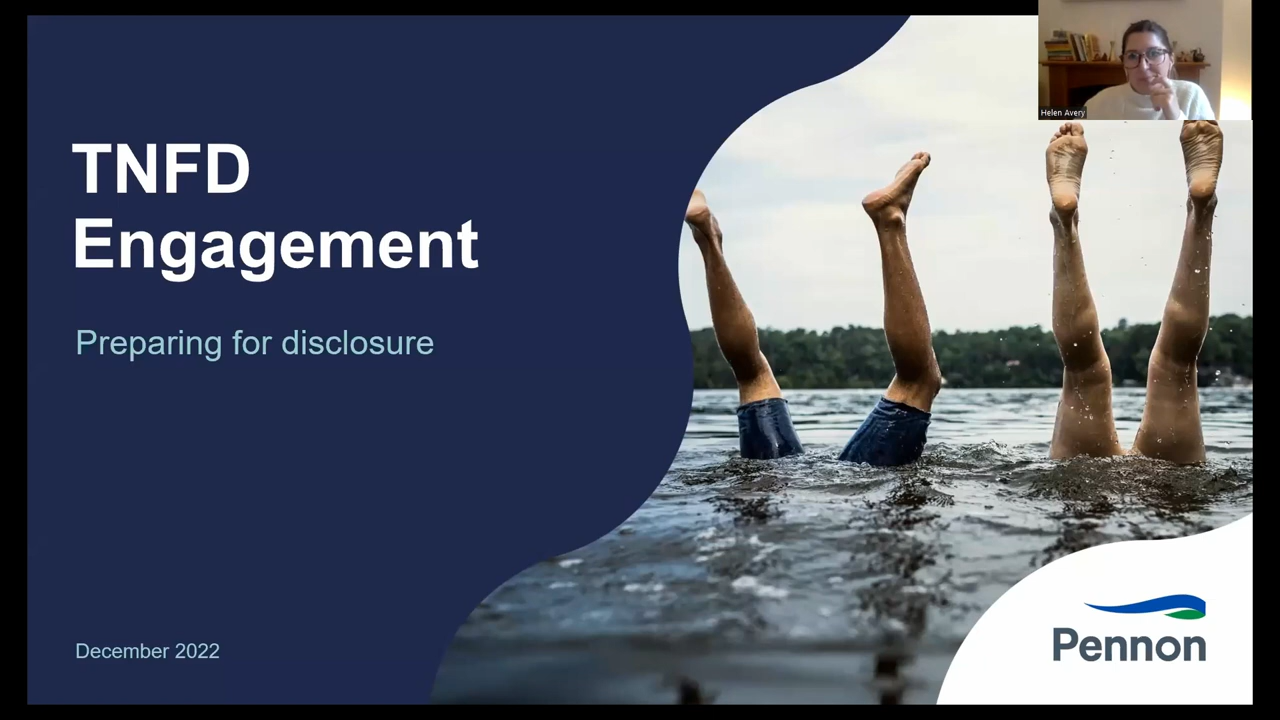 Helen Avery
TNFD
Engagement
Preparing for disclosure
December 2022
Pennon